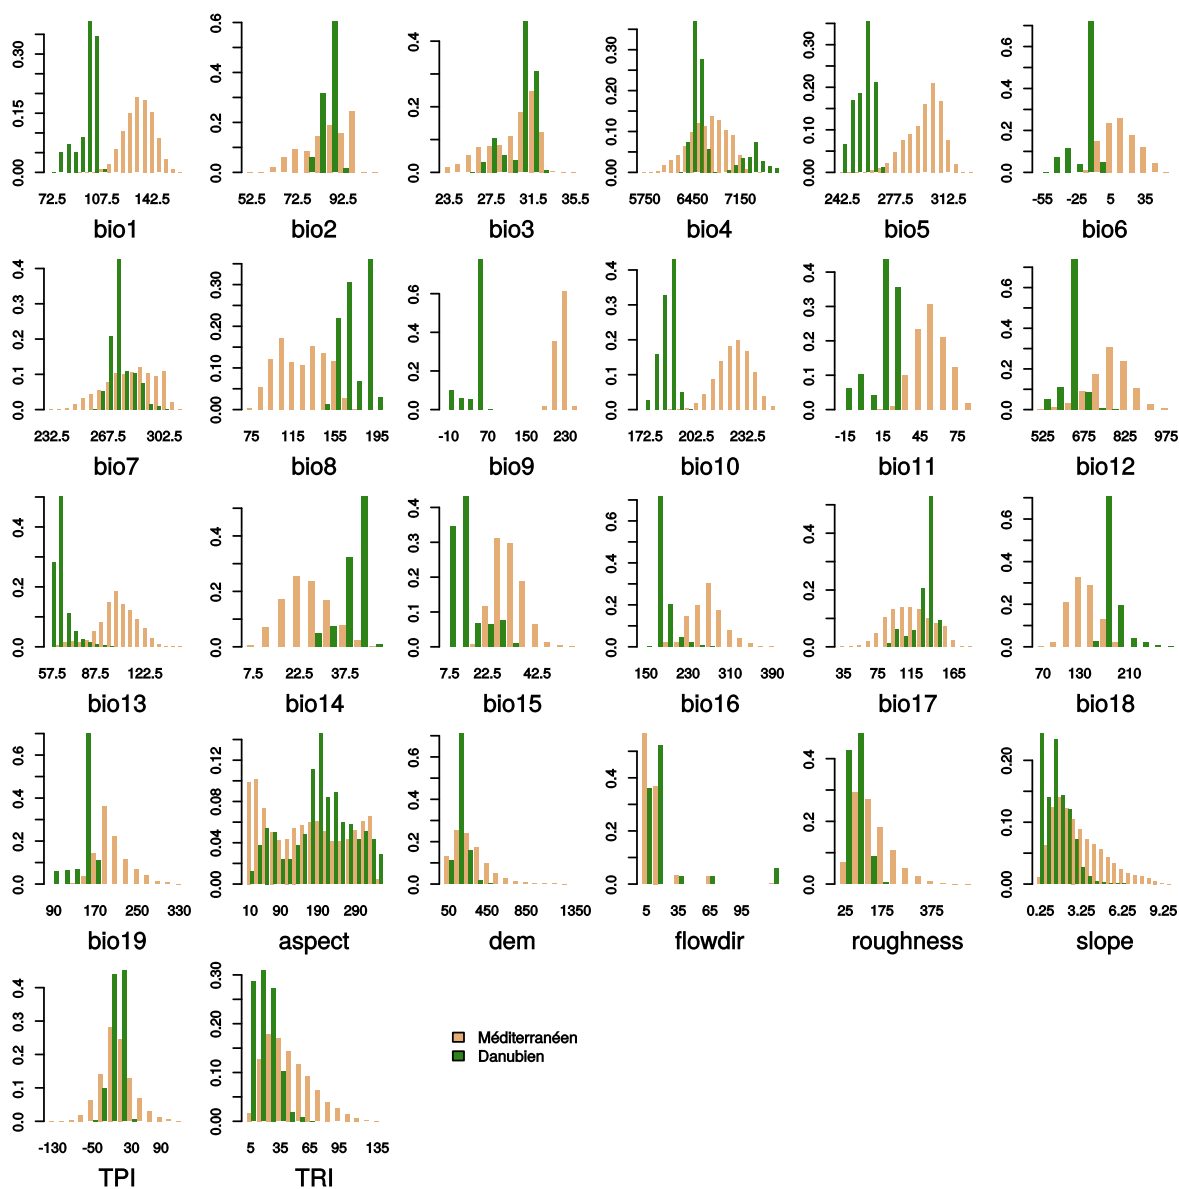 0.00 0.15 0.30
72.5 107.5 142.5
bio1
0.0 0.2 0.4 0.6
52.5 72.5 92.5
bio2
0.0 0.2 0.4
23.5 27.5 31.5 35.5
bio3
0.00 0.10 0.20 0.30
5750 6450 7150
bio4
0.00 0.10 0.20 0.30
242.5 277.5 312.5
bio5
0.0 0.2 0.4 0.6
-55 -25 5 35
bio6
0.0 0.1 0.2 0.3 0.4
232.5 267.5 302.5
bio7
0.00 0.10 0.20 0.30
75 115 155 195
bio8
0.0 0.2 0.4 0.6
-10 70 150 230
bio9
0.0 0.1 0.2 0.3 0.4
172.5 202.5 232.5
bio10
0.0 0.1 0.2 0.3 0.4
-15 15 45 75
bio11
0.0 0.2 0.4 0.6
525 675 825 975
bio12
0.0 0.2 0.4
57.5 87.5 122.5
bio13
0.0 0.2 0.4
7.5 22.5 37.5
bio14
0.0 0.1 0.2 0.3 0.4
7.5 22.5 42.5
bio15
0.0 0.2 0.4 0.6
150 230 310 390
bio16
0.0 0.2 0.4
35 75 115 165
bio17
0.0 0.2 0.4 0.6
70 130 210
bio18
0.0 0.2 0.4 0.6
90 170 250 330
bio19
0.00 0.04 0.08 0.12
10 90 190 290
aspect
0.0 0.2 0.4 0.6
50 450 850 1350
dem
0.0 0.2 0.4
5 35 65 95
flowdir
0.0 0.2 0.4
25 175 375
roughness
0.00 0.10 0.20
0.25 3.25 6.25 9.25
slope
0.0 0.1 0.2 0.3 0.4
-130 -50 30 90
TPI
0.00 0.10 0.20 0.30
5 35 65 95 135
TRI
Méditerranéen
Danubien